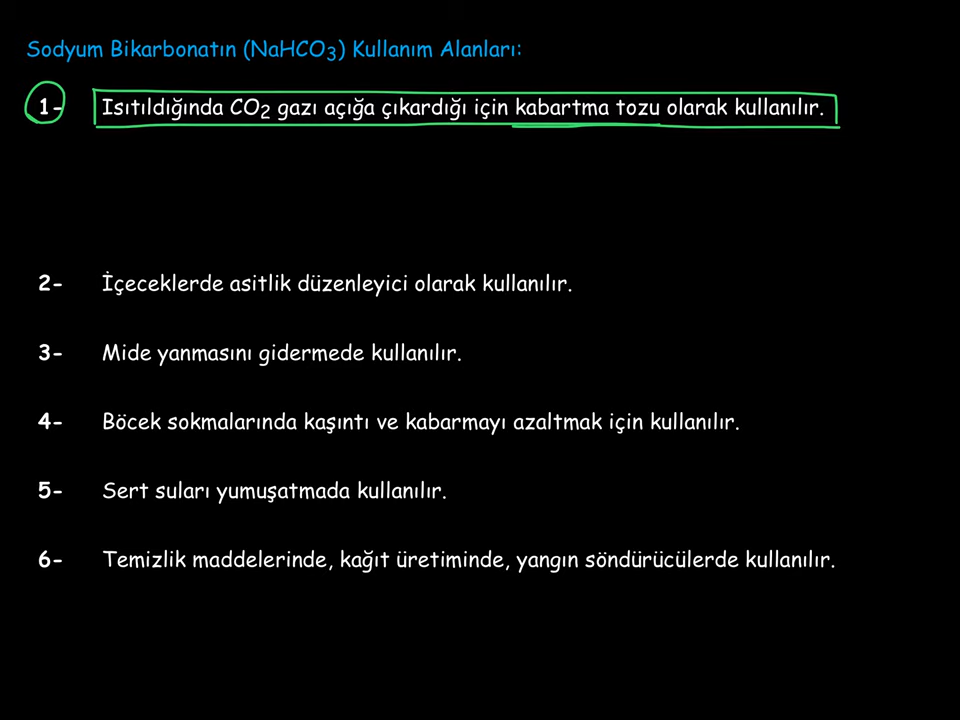 Sodyum Bikarbonatın (NaHCO₃) Kullanım Alanları:
1- Isıtıldığında CO₂ gazı açığa çıkardığı için kabartma tozu olarak kullanılır.
2- İçeceklerde asitlik düzenleyici olarak kullanılır.
3- Mide yanmasını gidermede kullanılır.
4- Böcek sokmalarında kaşıntı ve kabarmayı azaltmak için kullanılır.
5- Sert suları yumuşatmada kullanılır.
6- Temizlik maddelerinde, kağıt üretiminde, yangın söndürücülerde kullanılır.